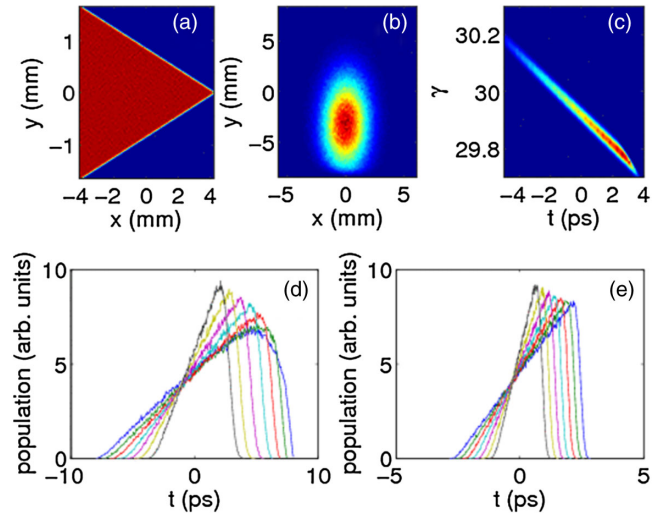 (a)
(b)
(c)
1
0
−1
y (mm)
−4 −2 0 2 4
x (mm)
5
0
−5
y (mm)
−5 0 5
x (mm)
30.2
30
29.8
γ
−4 −2 0 2 4
t (ps)
(d)
10
5
0
population (arb. units)
−10 0 10
t (ps)
(e)
10
5
0
population (arb. units)
−5 0 5
t (ps)